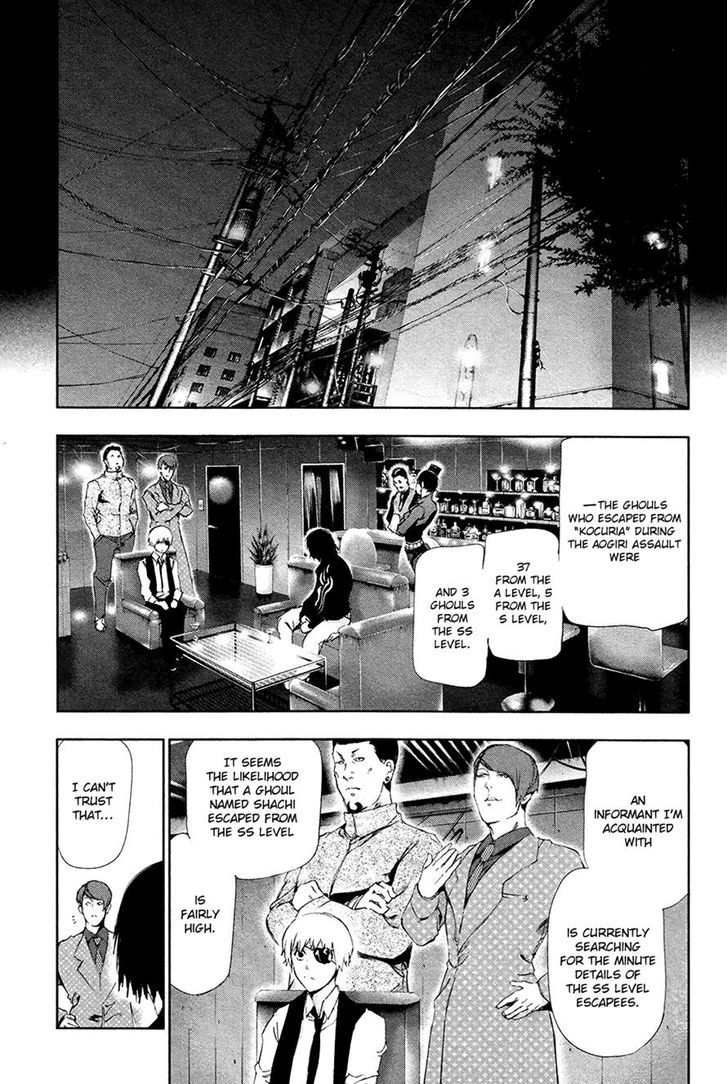 —THE GHOULS
WHO ESCAPED FROM
"KOCURIA" DURING
THE AOGIRI ASSAULT
WERE
37
FROM THE
A LEVEL, 5
FROM THE
S LEVEL,
AND 3
GHOULS
FROM
THE SS
LEVEL.
AN
INFORMANT I'M
ACQUAINTED
WITH
IS CURRENTLY
SEARCHING
FOR THE MINUTE
DETAILS OF
THE SS LEVEL
ESCAPEES.
IT SEEMS
THE LIKELIHOOD
THAT A GHOUL
NAMED SHACHI
ESCAPED FROM
THE SS LEVEL
IS
FAIRLY
HIGH.
I CAN'T
TRUST
THAT...